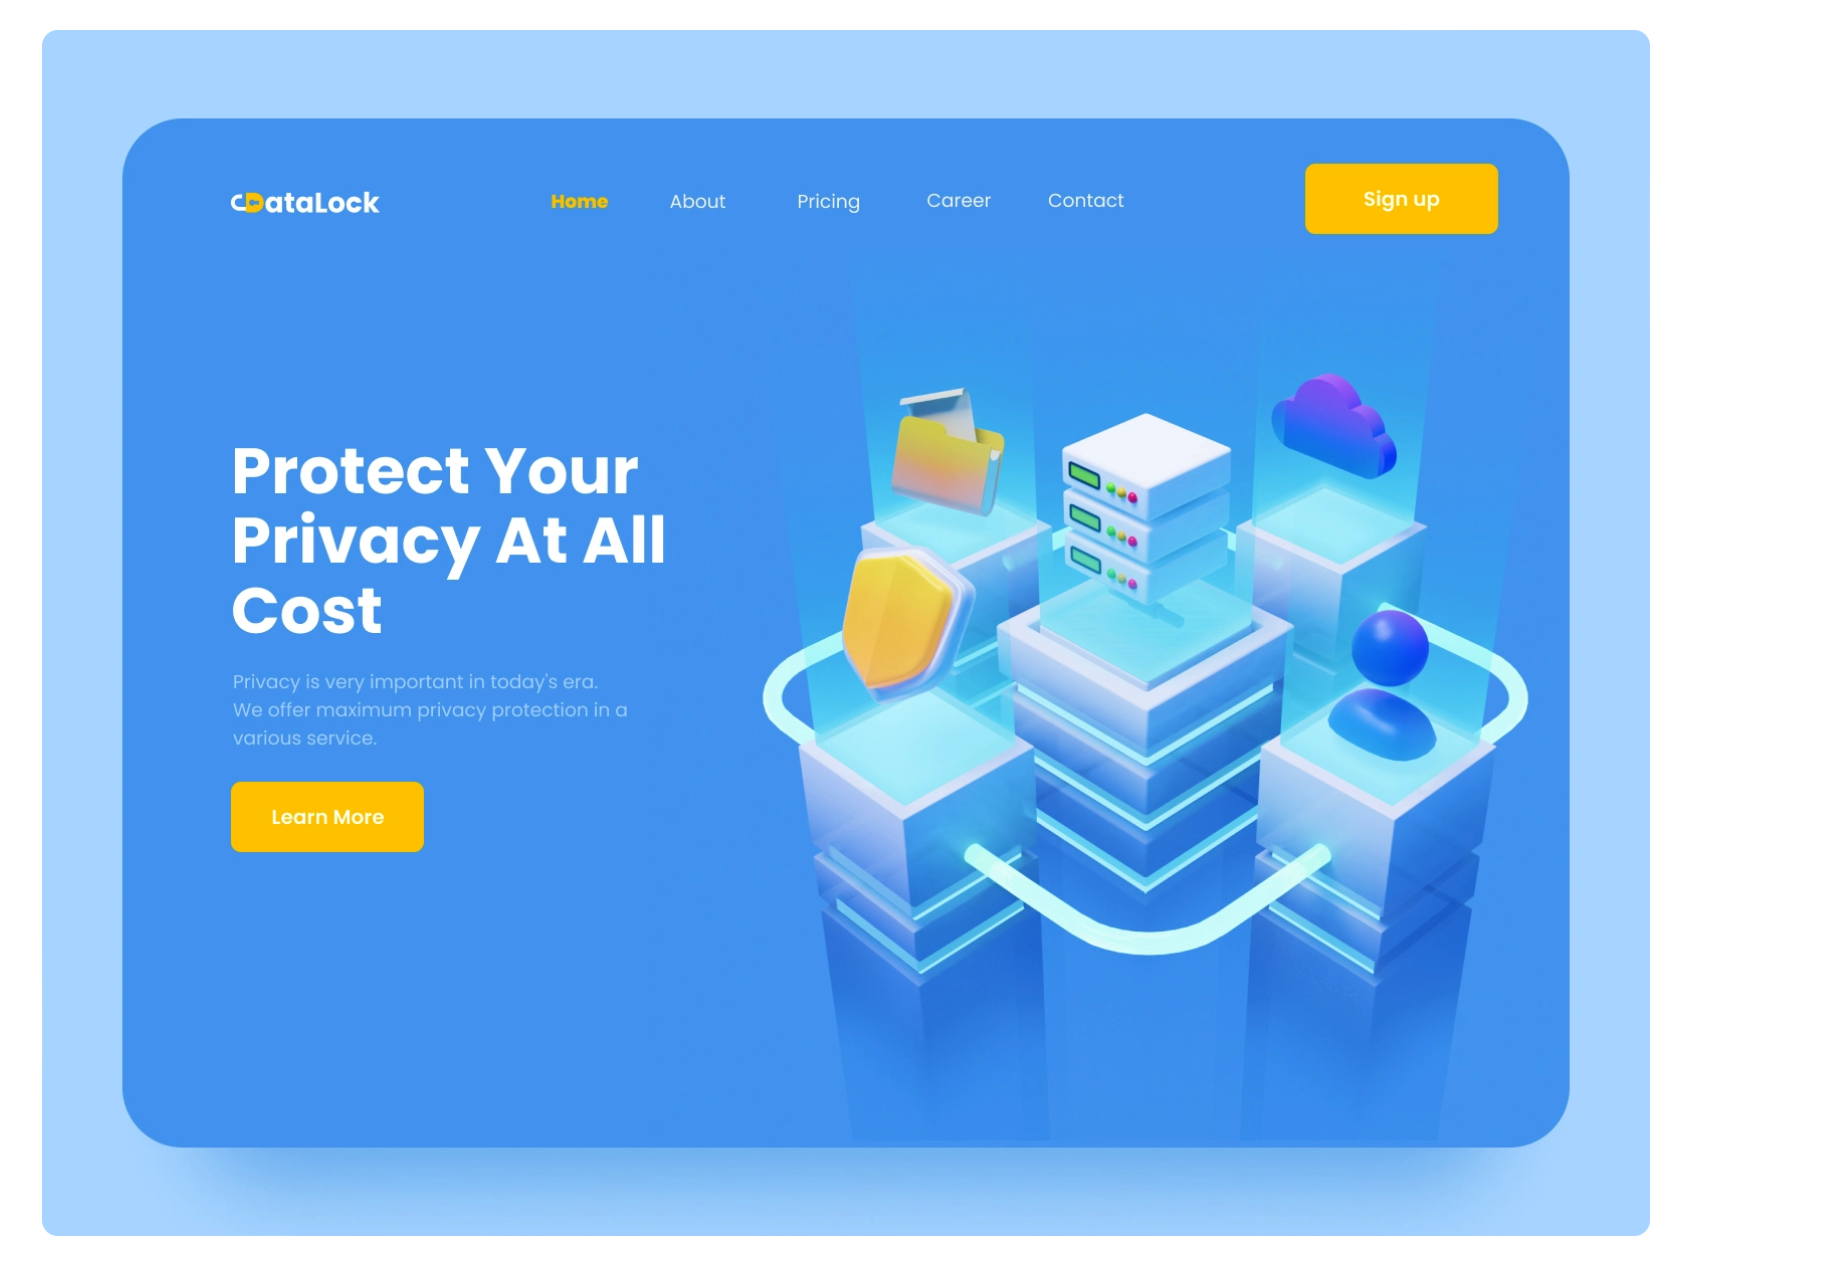 DataLock
Home
About
Pricing
Career
Contact
Sign up
Protect Your
Privacy At All
Cost
Privacy is very important in today's era.
We offer maximum privacy protection in a
various service.
Learn More